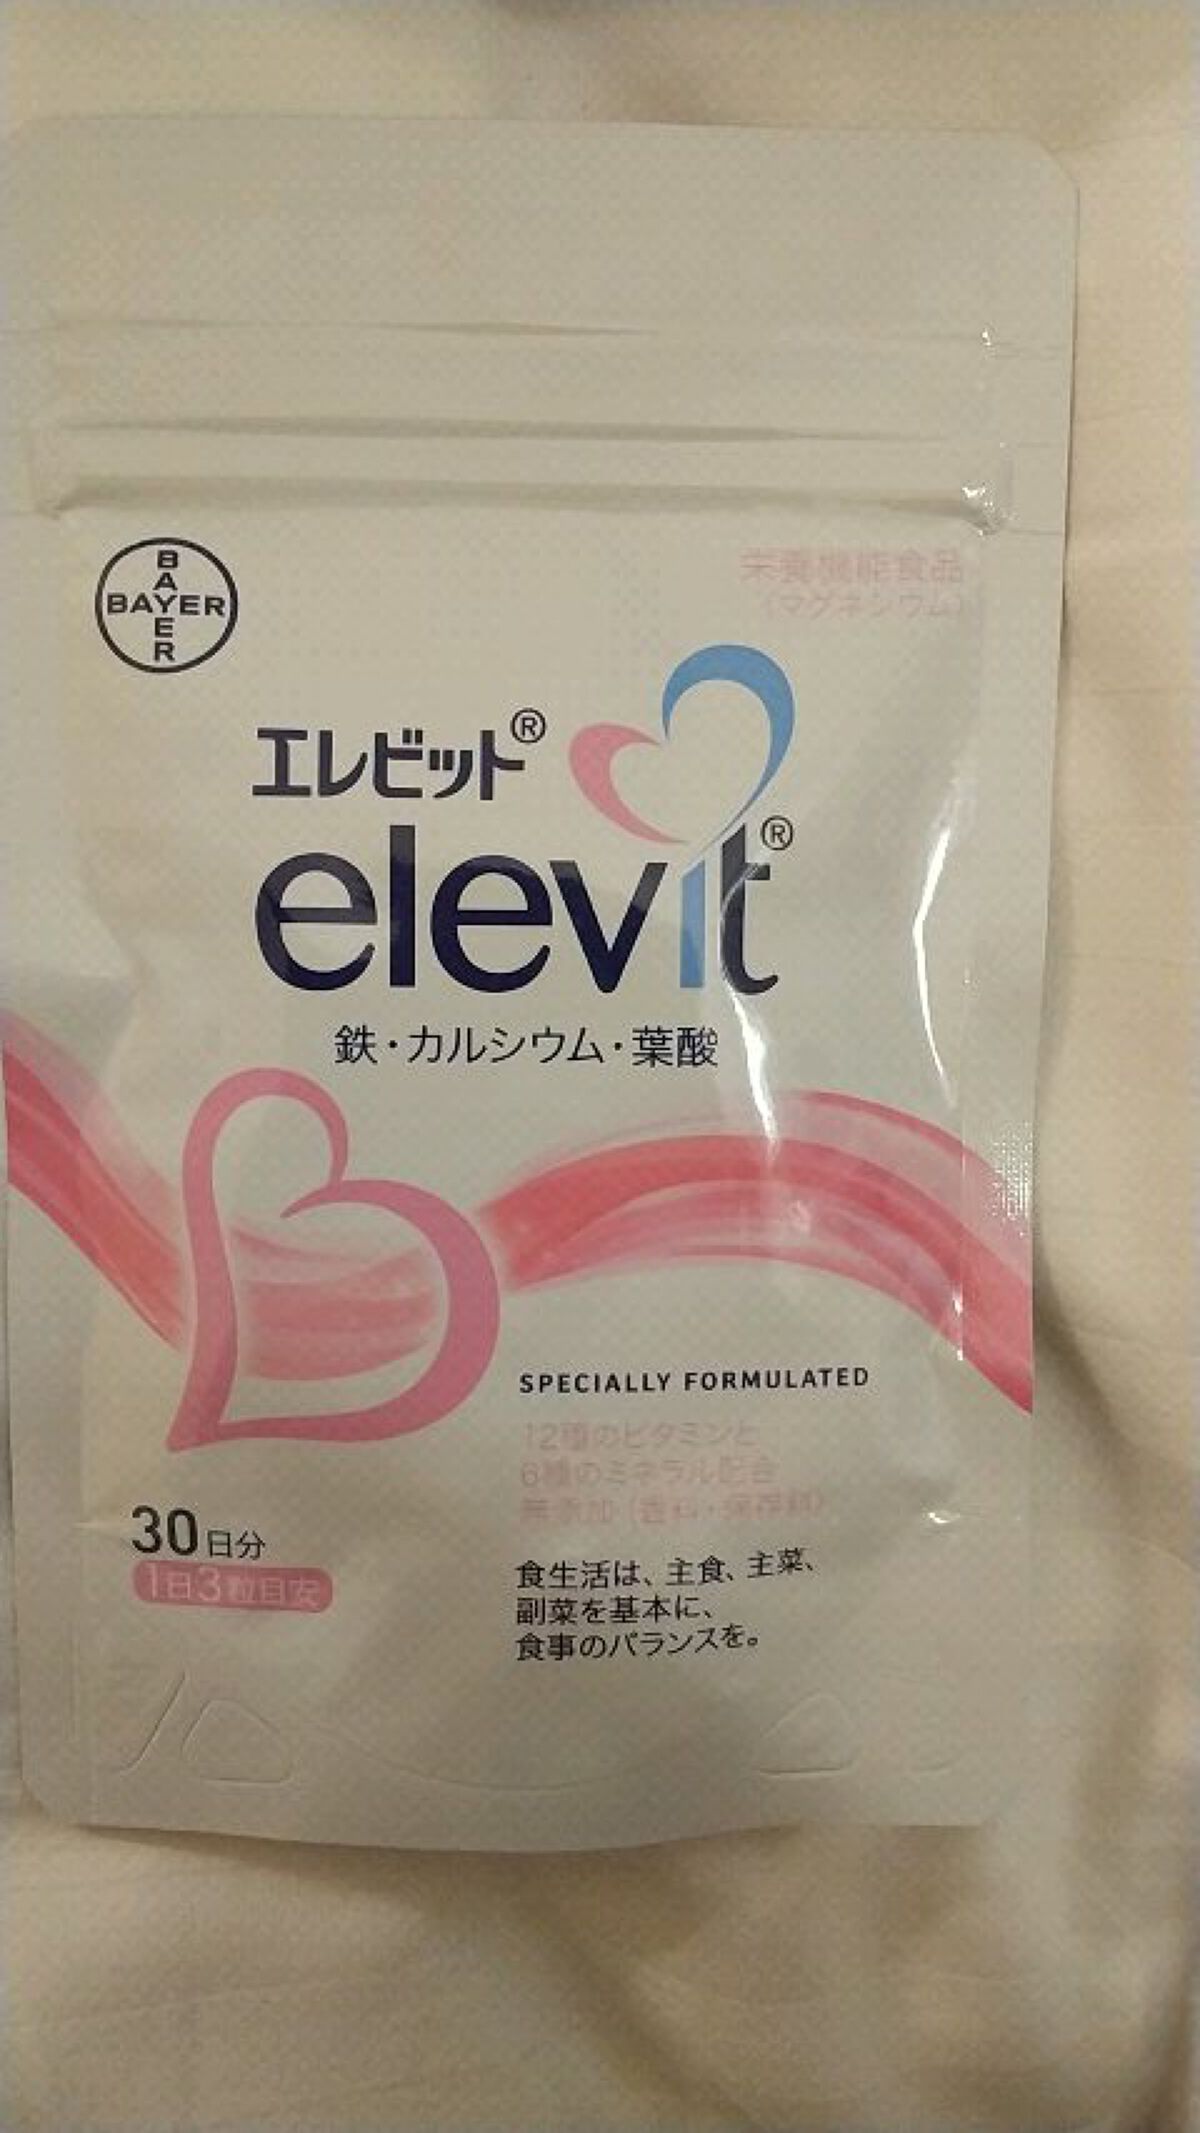 BAYER
BAYER
栄養機能食品
(マグネシウム)
エレビット®
elevit®
鉄・カルシウム・葉酸
SPECIALLY FORMULATED
12種のビタミンと
6種のミネラル配合
無添加(香料・保存料)
30日分
1日3粒目安
食生活は、主食、主菜、
副菜を基本に、
食事のバランスを。